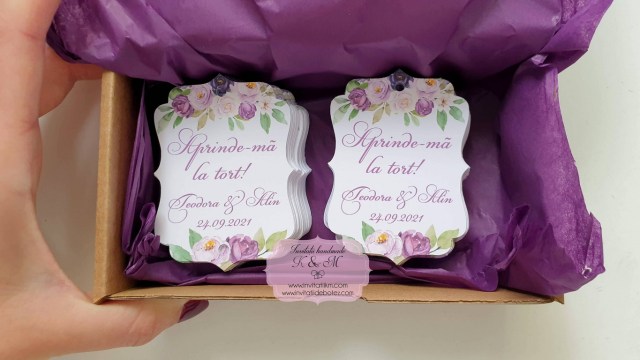 Aprinde-mă
la tort!
Teodora & Alin
24.09.2021
Aprinde-mă
la tort!
Teodora & Alin
24.09.2021
Invitatii handmade
K & M
www.invitatiikm.com
www.invitatiidebotez.com